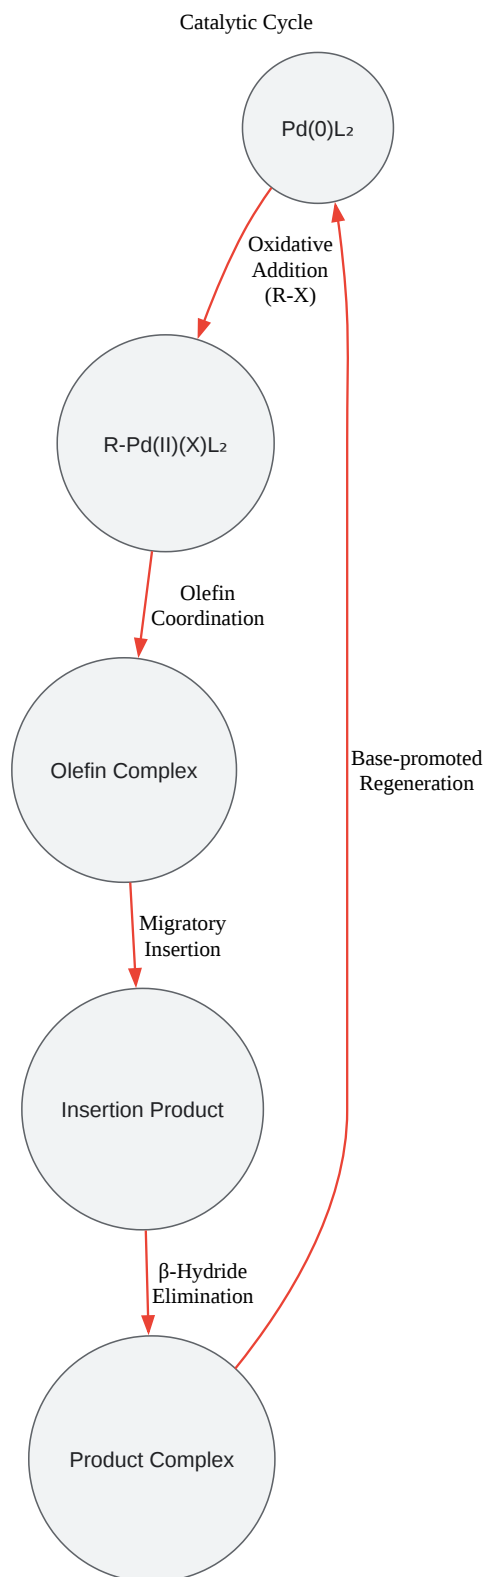 Catalytic Cycle
Pd(0)L₂
Oxidative
Addition
(R-X)
R-Pd(II)(X)L₂
Olefin
Coordination
Olefin Complex
Base-promoted
Regeneration
Migratory
Insertion
Insertion Product
β-Hydride
Elimination
Product Complex